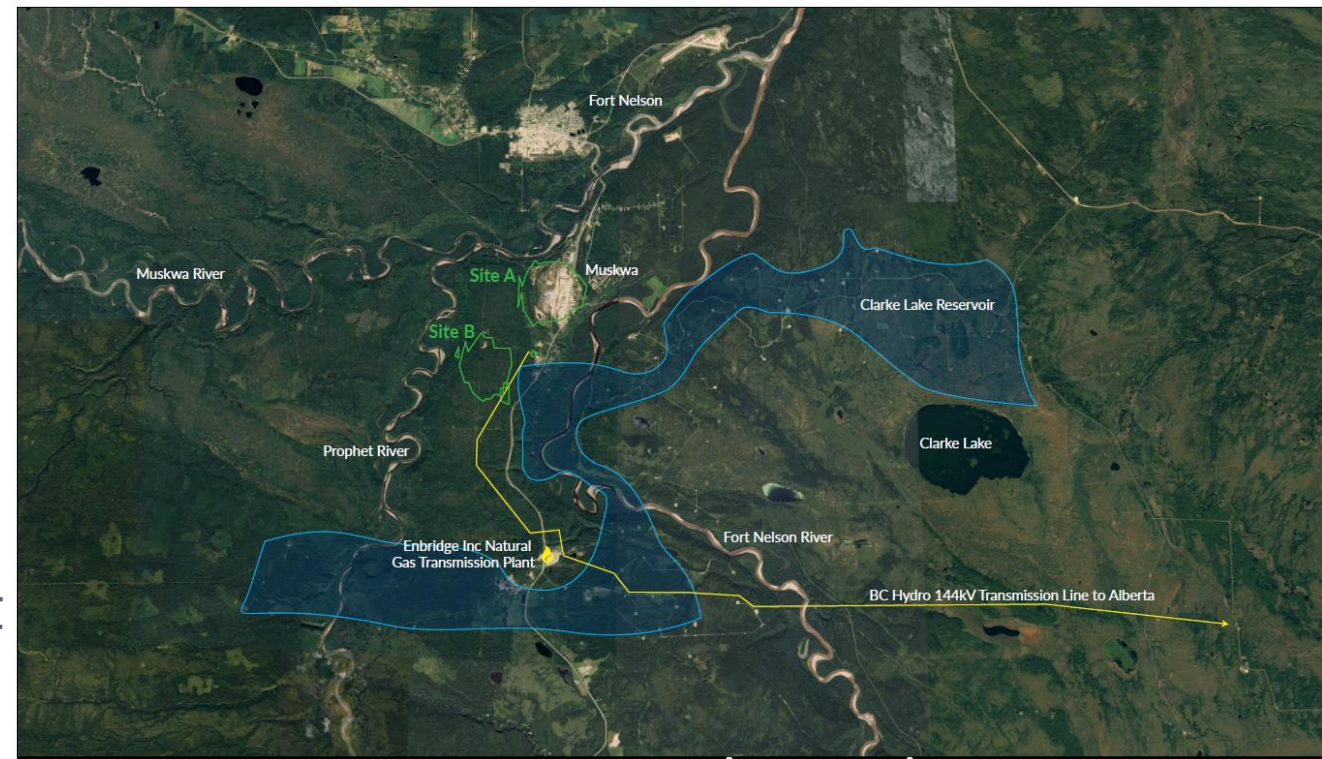 Fort Nelson
Muskwa River
Site A
Muskwa
Clarke Lake Reservoir
Site B
Prophet River
Clarke Lake
Enbridge Inc Natural
Gas Transmission Plant
Fort Nelson River
BC Hydro 144kV Transmission Line to Alberta